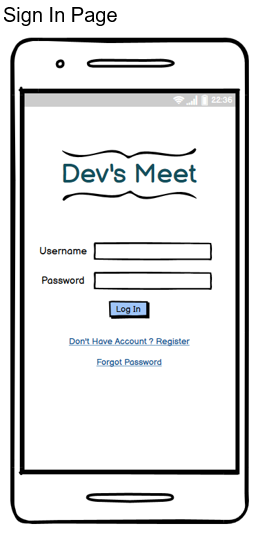 Sign In Page
22:36
Dev's Meet
Username
Password
Log In
Don't Have Account ? Register
Forgot Password